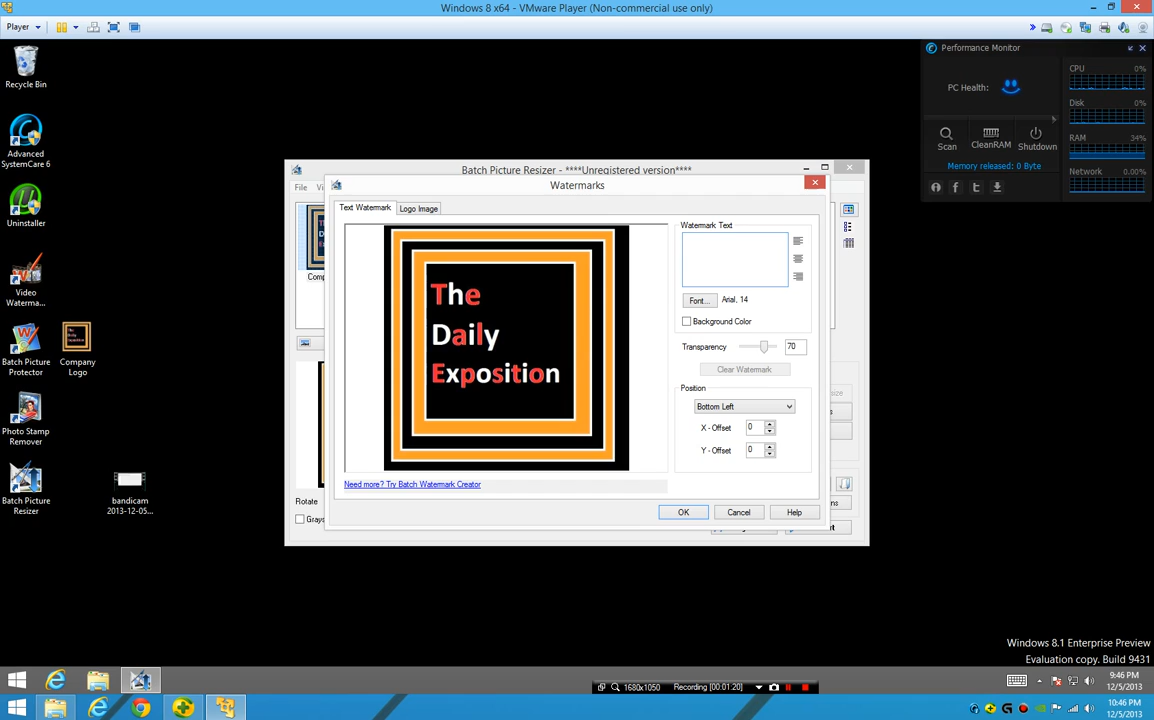 Windows 8 x64 - VMware Player (Non-commercial use only)
Player
Recycle Bin
Advanced
SystemCare 6
Uninstaller
Video
Waterma...
Batch Picture
Protector
Company
Logo
Photo Stamp
Remover
Batch Picture
Resizer
bandicam
2013-12-05...
Performance Monitor
PC Health:
CPU 0%
Disk 0%
RAM 34%
Network 0.00%
Scan
CleanRAM
Shutdown
Memory released: 0 Byte
Batch Picture Resizer - ****Unregistered version****
File
Rotate
Watermarks
Text Watermark
Logo Image
The
Daily
Exposition
Need more? Try Batch Watermark Creator
Watermark Text
Font...
Arial, 14
Background Color
Transparency
70
Clear Watermark
Position
Bottom Left
X - Offset
0
Y - Offset
0
OK
Cancel
Help
Windows 8.1 Enterprise Preview
Evaluation copy. Build 9431
9:46 PM
12/5/2013
1680x1050
Recording [00:01:20]
10:46 PM
12/5/2013